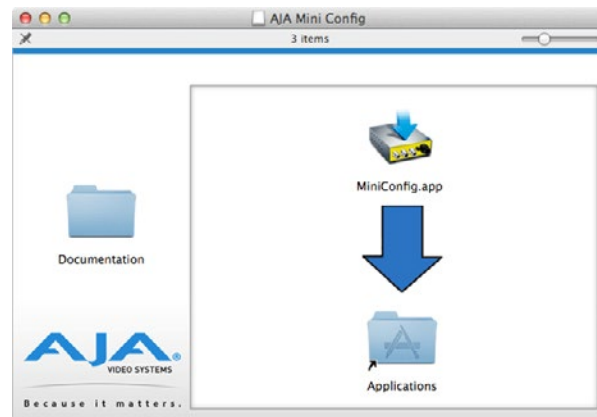 AJA Mini Config
3 items
MiniConfig.app
Documentation
AJA
VIDEO SYSTEMS
Because it matters.
Applications